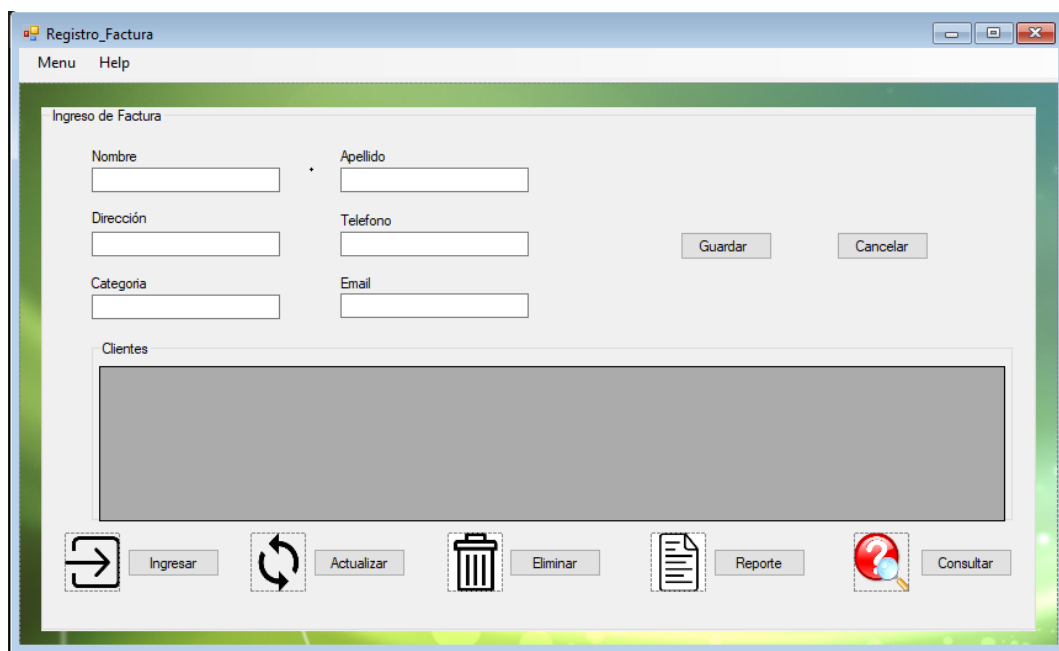 Registro_Factura
Menu Help
Ingreso de Factura
Nombre Apellido
Dirección Telefono
Guardar Cancelar
Categoria Email
Clientes
Ingresar Actualizar Eliminar Reporte Consultar